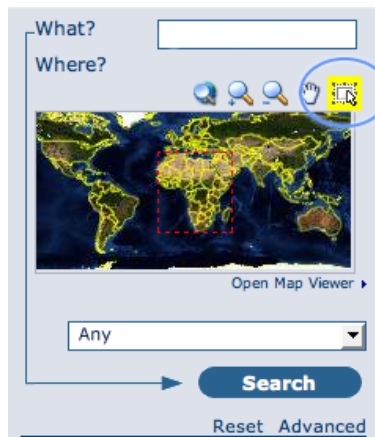 What?
Where?
Open Map Viewer
Any
Search
Reset Advanced